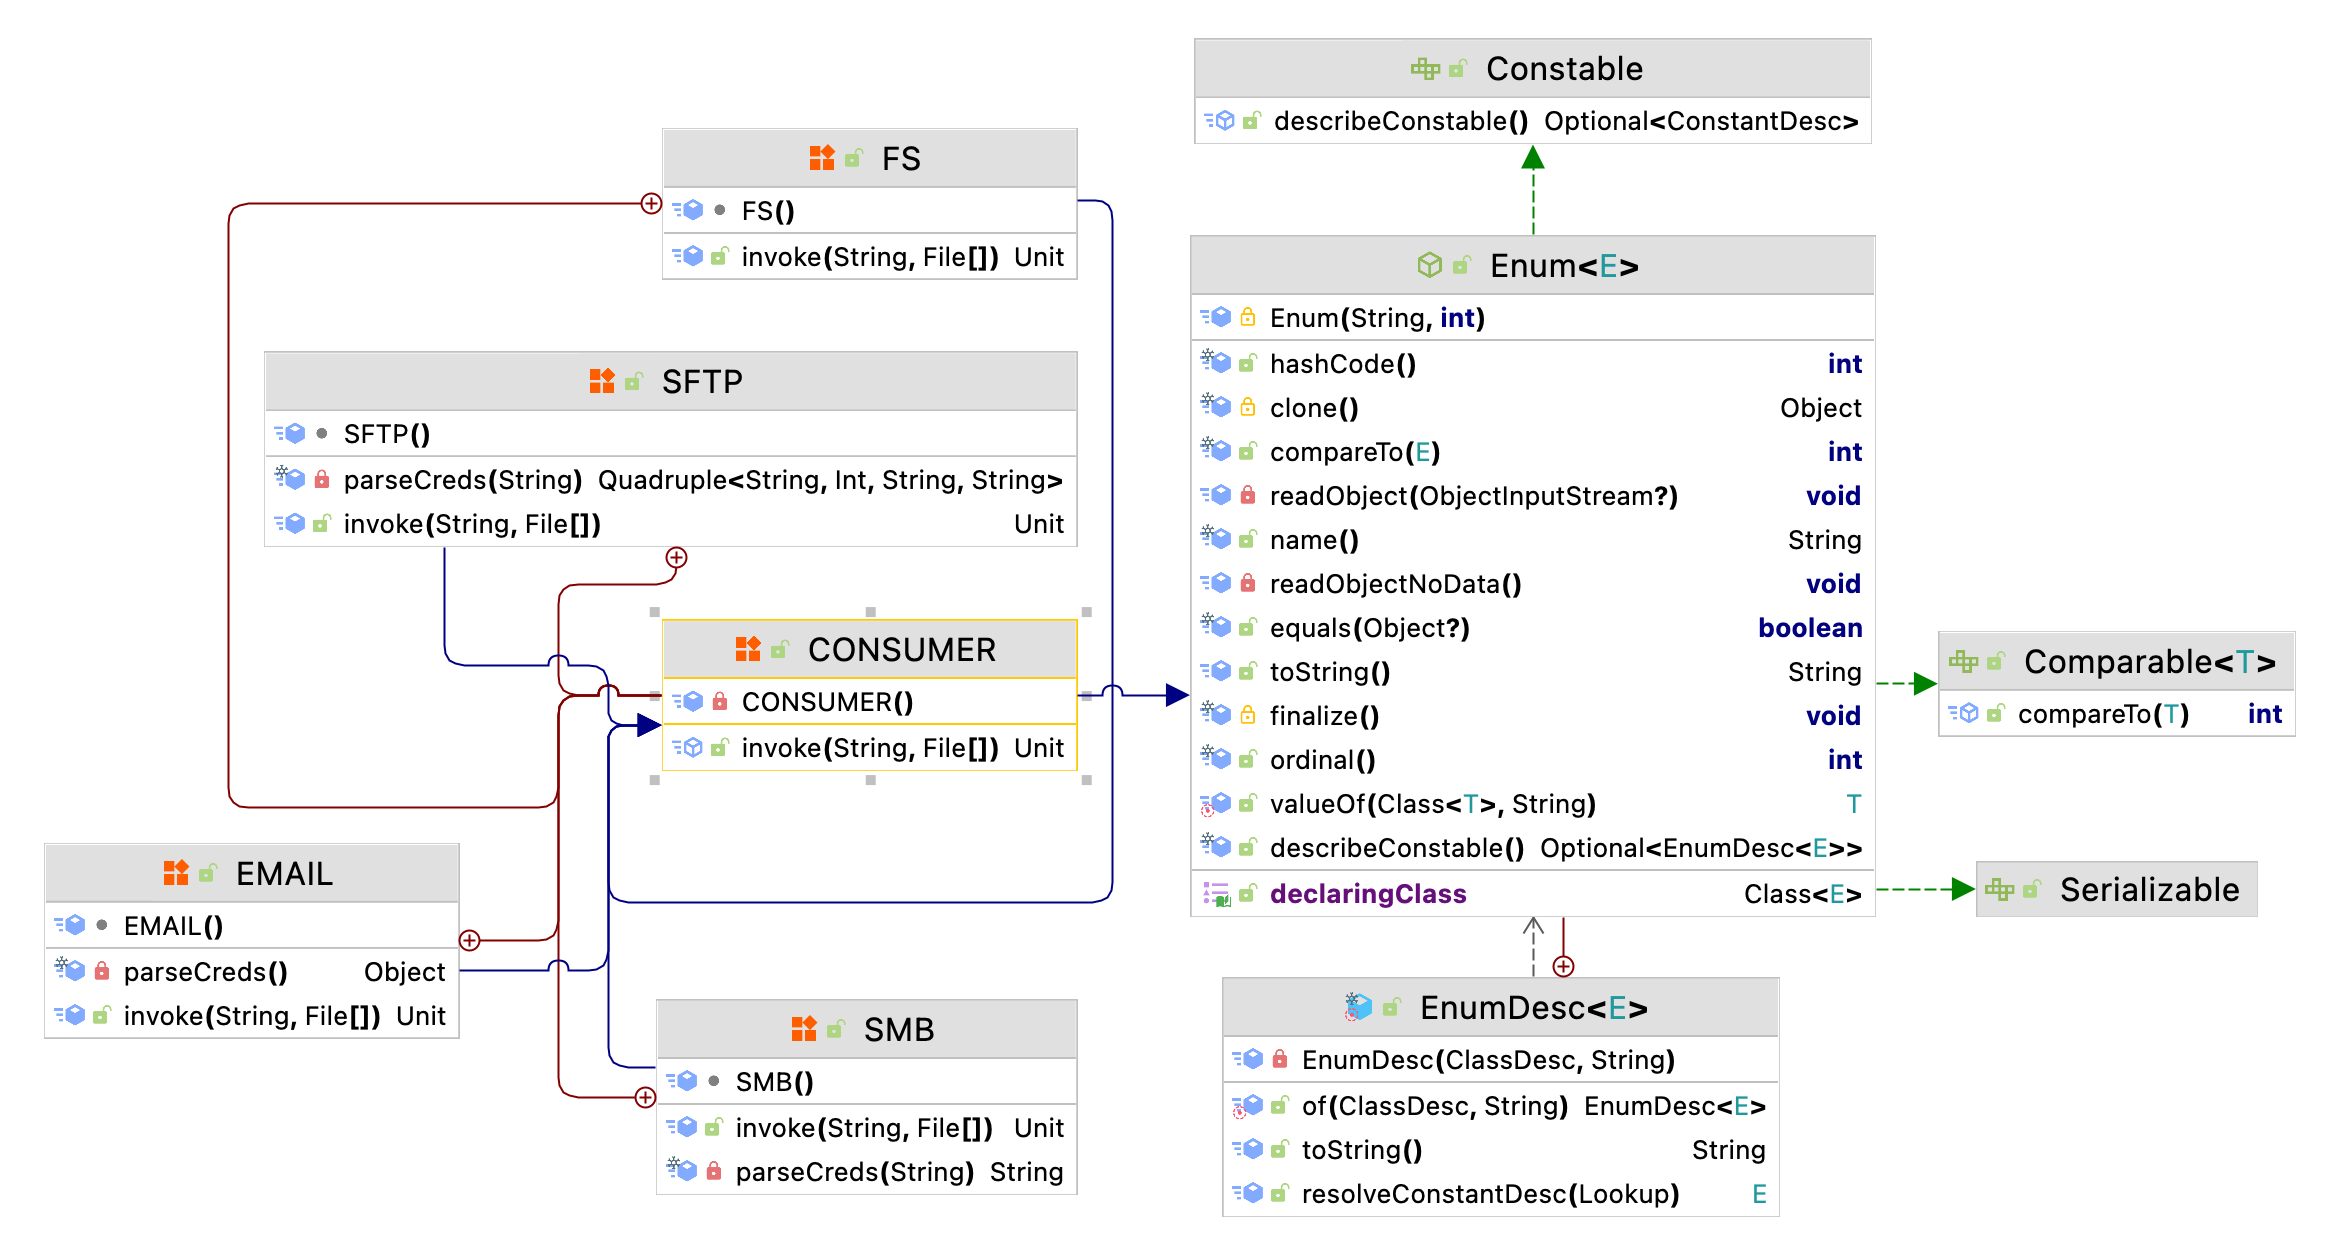 FS
FS()
invoke(String, File[]) Unit
SFTP
SFTP()
parseCreds(String) Quadruple<String, Int, String, String>
invoke(String, File[]) Unit
CONSUMER
CONSUMER()
invoke(String, File[]) Unit
EMAIL
EMAIL()
parseCreds() Object
invoke(String, File[]) Unit
SMB
SMB()
invoke(String, File[]) Unit
parseCreds(String) String
Constable
describeConstable() Optional<ConstantDesc>
Enum<E>
Enum(String, int)
hashCode() int
clone() Object
compareTo(E) int
readObject(ObjectInputStream?) void
name() String
readObjectNoData() void
equals(Object?) boolean
toString() String
finalize() void
ordinal() int
valueOf(Class<T>, String) T
describeConstable() Optional<EnumDesc<E>>
declaringClass Class<E>
EnumDesc<E>
EnumDesc(ClassDesc, String)
of(ClassDesc, String) EnumDesc<E>
toString() String
resolveConstantDesc(Lookup) E
Comparable<T>
compareTo(T) int
Serializable